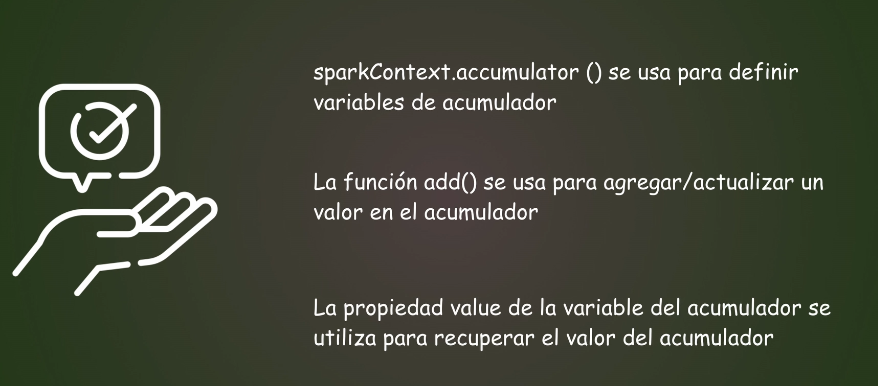 sparkContext.accumulator () se usa para definir
variables de acumulador
La función add() se usa para agregar/actualizar un
valor en el acumulador
La propiedad value de la variable del acumulador se
utiliza para recuperar el valor del acumulador